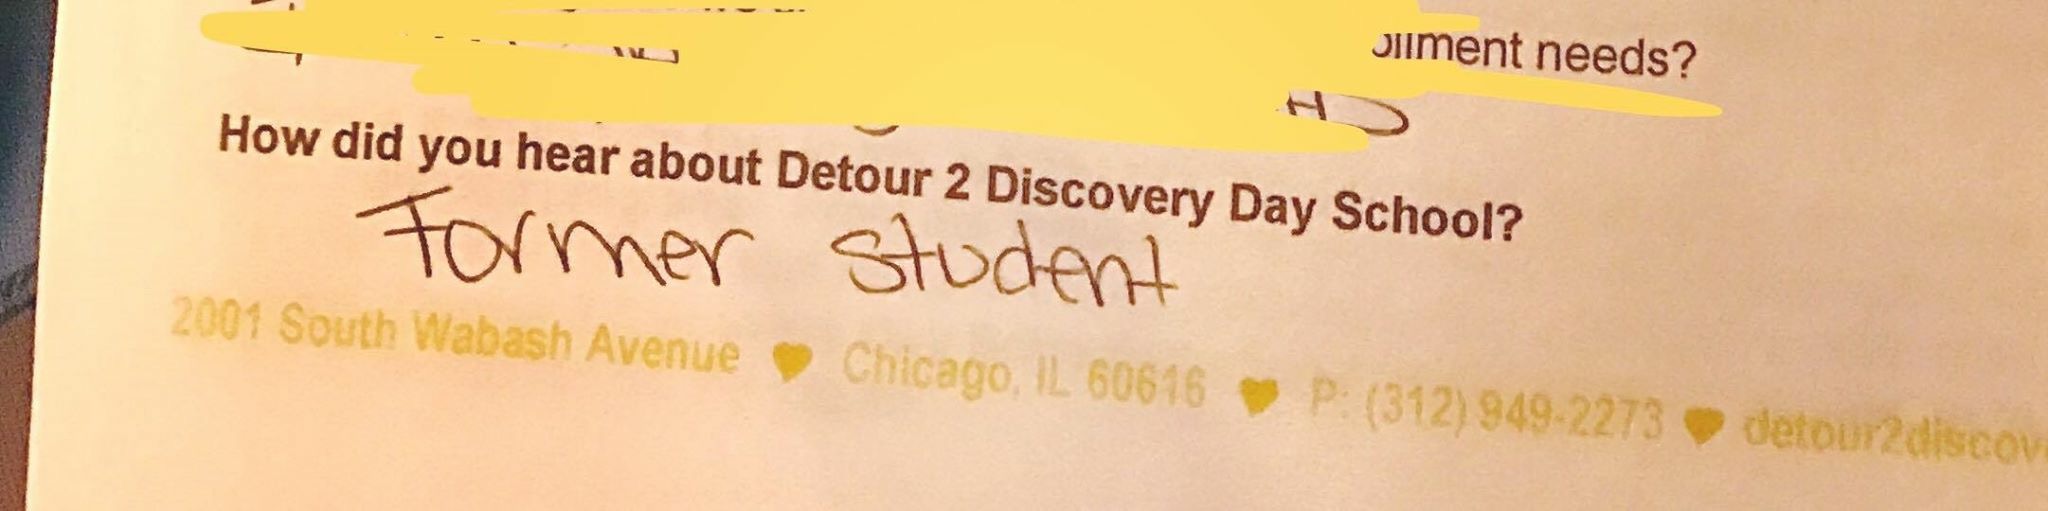 needs?
How did you hear about Detour 2 Discovery Day School?
Former student
2001 South Wabash Avenue ♥ Chicago, IL 60616 ♥ P: (312) 949-2273 ♥ detour2discov